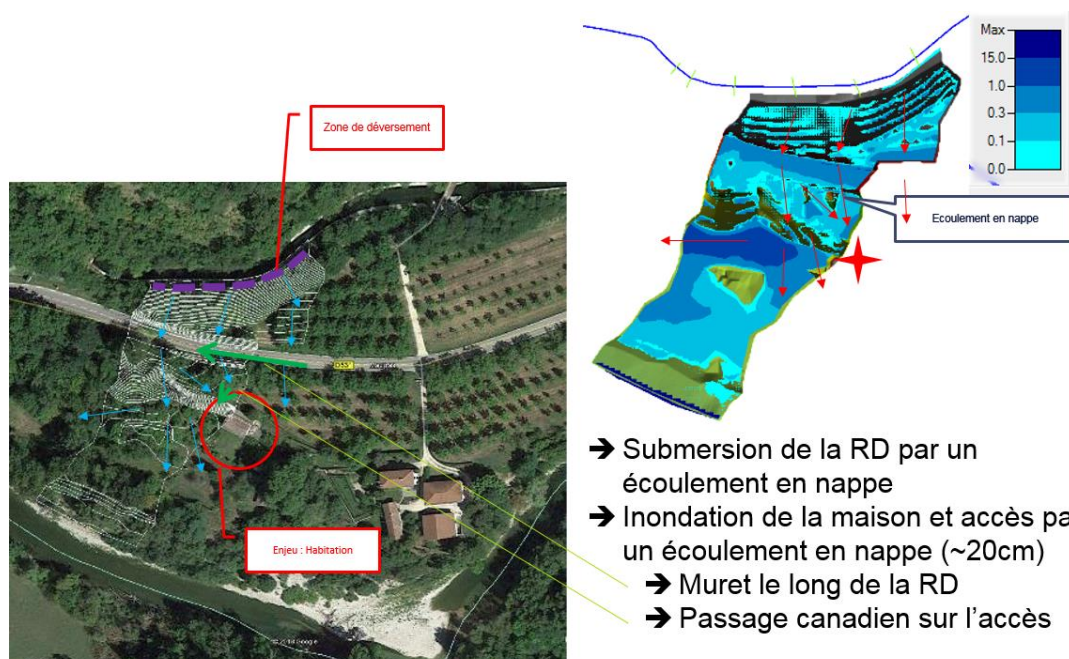 Zone de déversement
Enjeu : Habitation
Max
15.0
1.0
0.3
0.1
0.0
Ecoulement en nappe
➔ Submersion de la RD par un
écoulement en nappe
➔ Inondation de la maison et accès pa
un écoulement en nappe (~20cm)
➔ Muret le long de la RD
➔ Passage canadien sur l’accès